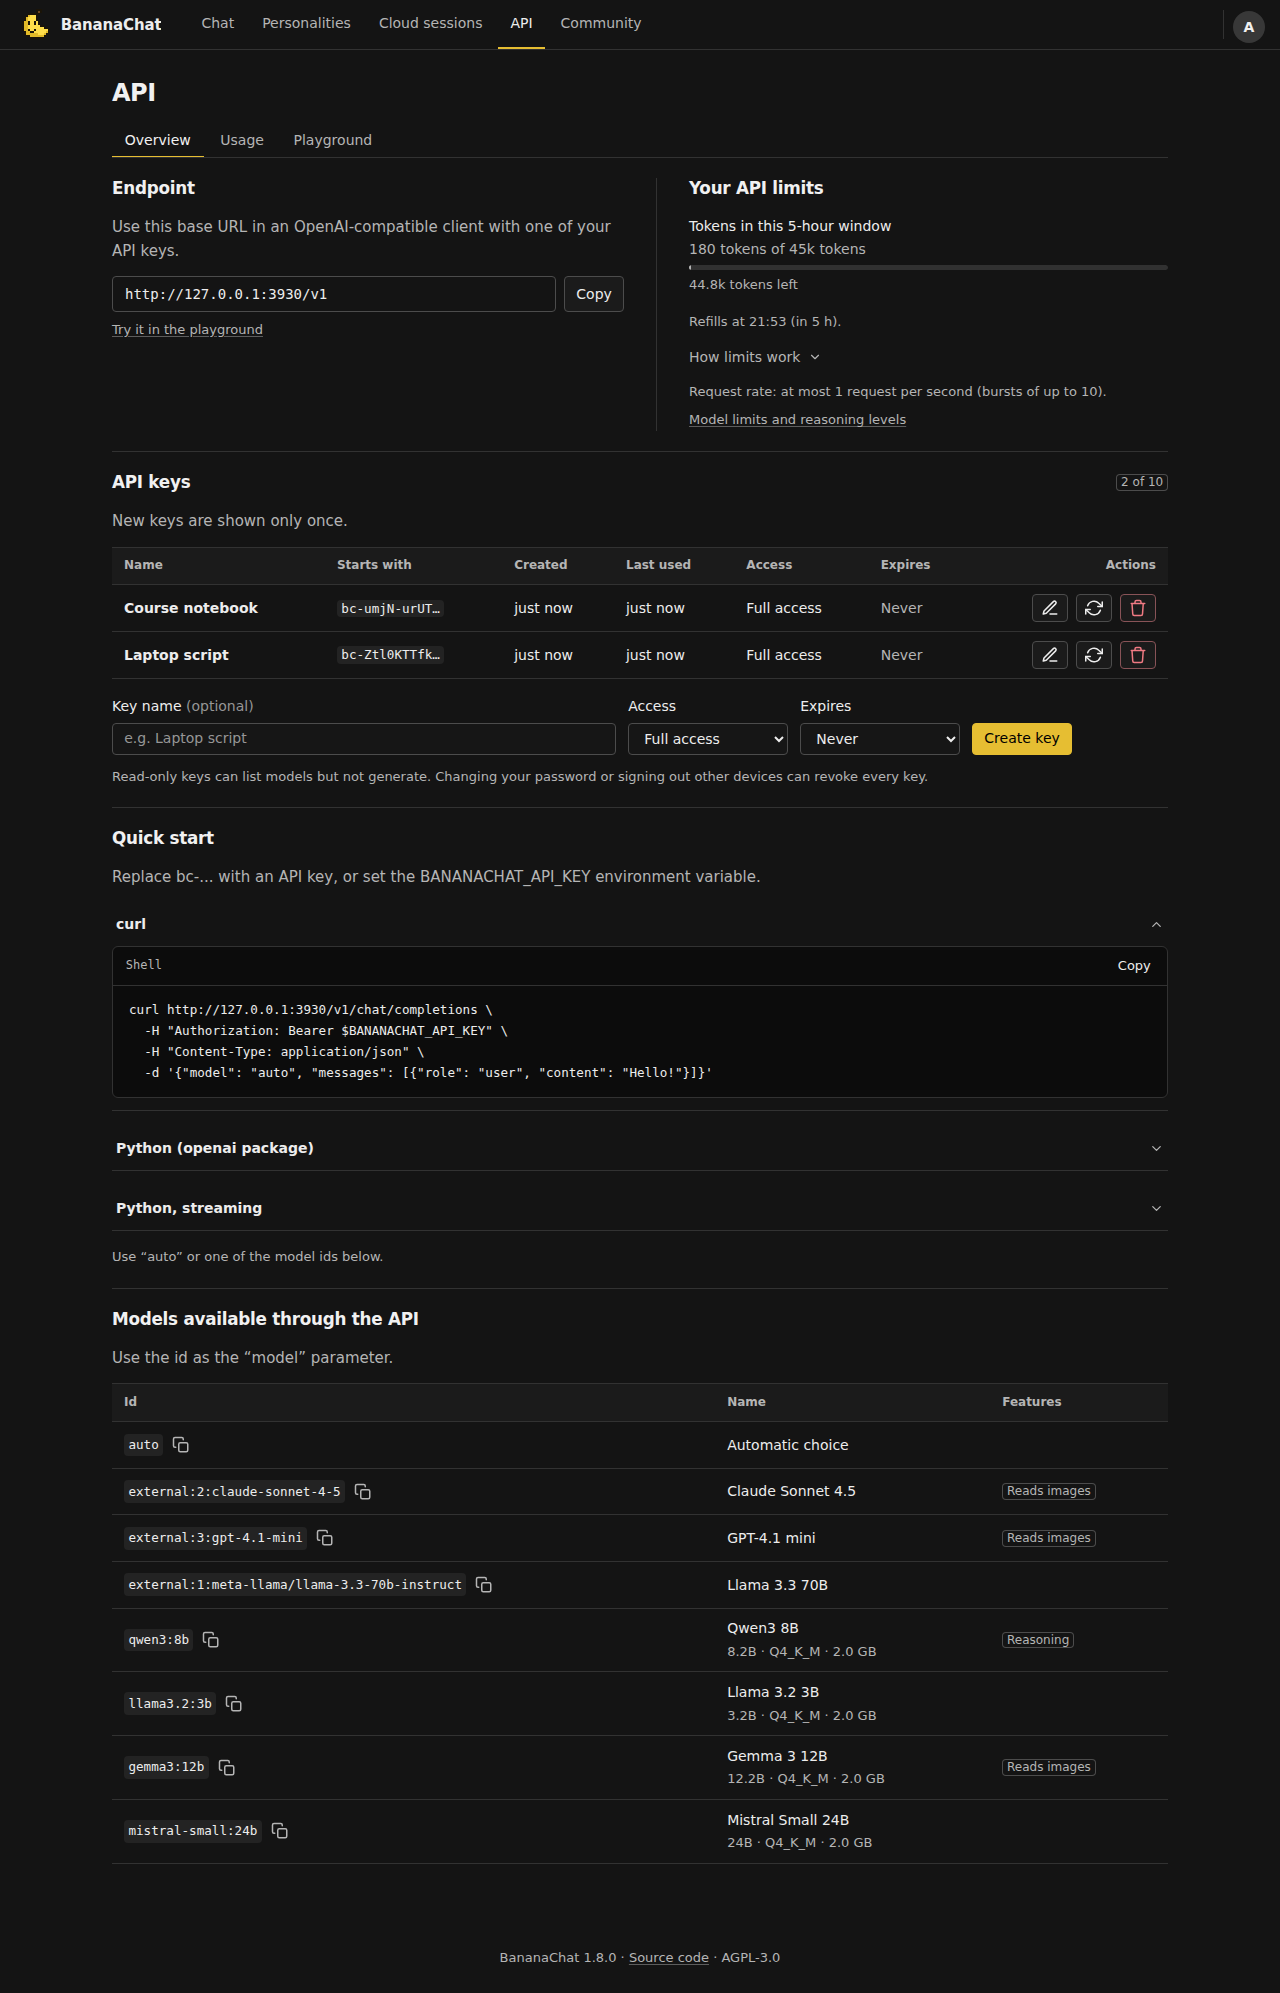 BananaChat
Chat
Personalities
Cloud sessions
API
Community
A
API
Overview
Usage
Playground
Endpoint
Use this base URL in an OpenAI-compatible client with one of your
API keys.
http://127.0.0.1:3930/v1
Copy
Try it in the playground
Your API limits
Tokens in this 5-hour window
180 tokens of 45k tokens
44.8k tokens left
Refills at 21:53 (in 5 h).
How limits work
Request rate: at most 1 request per second (bursts of up to 10).
Model limits and reasoning levels
API keys
2 of 10
New keys are shown only once.
Name Starts with Created Last used Access Expires Actions
Course notebook bc-umjN-urUT… just now just now Full access Never
Laptop script bc-Ztl0KTTfk… just now just now Full access Never
Key name (optional) Access Expires
e.g. Laptop script Full access Never Create key
Read-only keys can list models but not generate. Changing your password or signing out other devices can revoke every key.
Quick start
Replace bc-... with an API key, or set the BANANACHAT_API_KEY environment variable.
curl
Shell
Copy
curl http://127.0.0.1:3930/v1/chat/completions \
-H "Authorization: Bearer $BANANACHAT_API_KEY" \
-H "Content-Type: application/json" \
-d '{"model": "auto", "messages": [{"role": "user", "content": "Hello!"}]}'
Python (openai package)
Python, streaming
Use “auto” or one of the model ids below.
Models available through the API
Use the id as the “model” parameter.
Id Name Features
auto Automatic choice
external:2:claude-sonnet-4-5 Claude Sonnet 4.5 Reads images
external:3:gpt-4.1-mini GPT-4.1 mini Reads images
external:1:meta-llama/llama-3.3-70b-instruct Llama 3.3 70B
qwen3:8b Qwen3 8B Reasoning
8.2B · Q4_K_M · 2.0 GB
llama3.2:3b Llama 3.2 3B
3.2B · Q4_K_M · 2.0 GB
gemma3:12b Gemma 3 12B Reads images
12.2B · Q4_K_M · 2.0 GB
mistral-small:24b Mistral Small 24B
24B · Q4_K_M · 2.0 GB
BananaChat 1.8.0 · Source code · AGPL-3.0